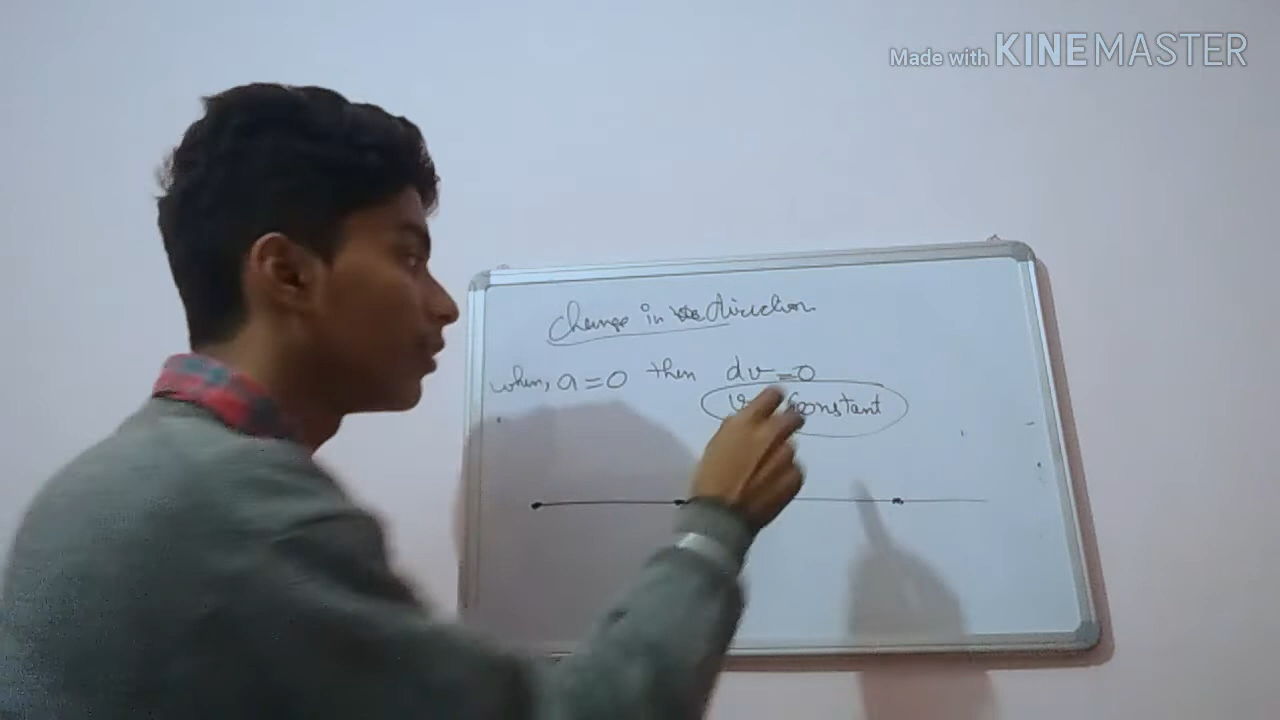 Made with KINEMASTER
Change in direction
when, a = 0 then dv = 0
V constant